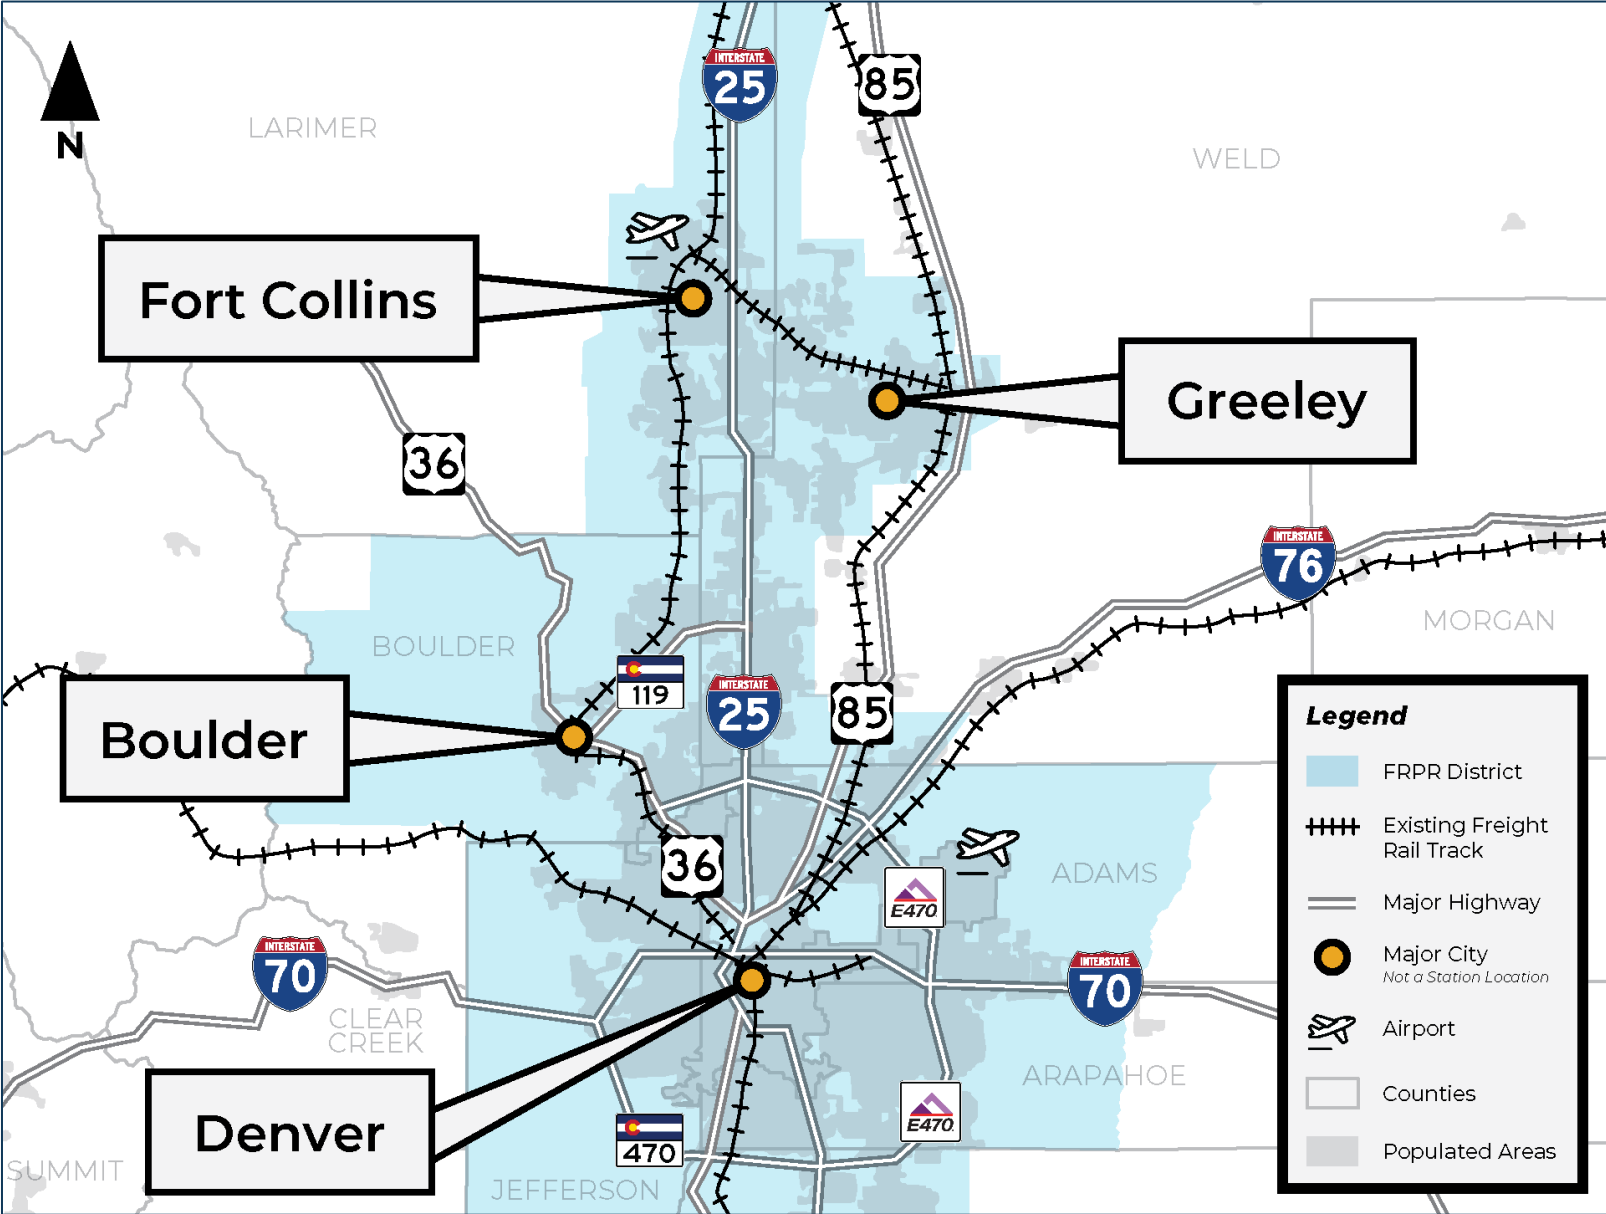 INTERSTATE
25
85
N
LARIMER
WELD
Fort Collins
Greeley
36
INTERSTATE
76
MORGAN
BOULDER
119
INTERSTATE
25
85
Boulder
36
ADAMS
E470
INTERSTATE
70
INTERSTATE
70
CLEAR
CREEK
ARAPAHOE
E470
Denver
470
SUMMIT
JEFFERSON
Legend
FRPR District
Existing Freight
Rail Track
Major Highway
Major City
Not a Station Location
Airport
Counties
Populated Areas